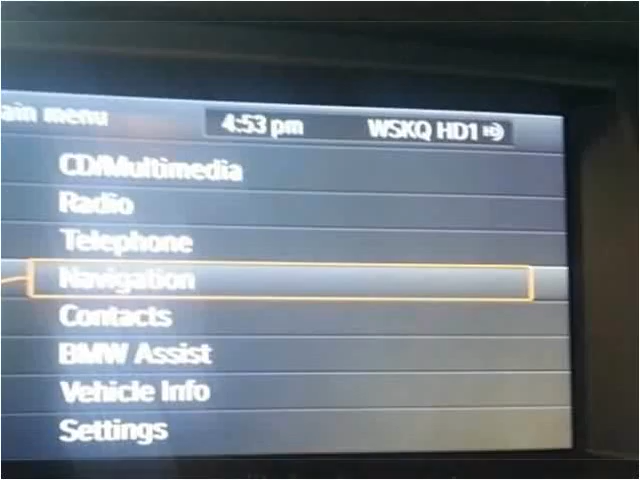 ain menu 4:53 pm WSKQ HD1
CD/Multimedia
Radio
Telephone
Navigation
Contacts
BMW Assist
Vehicle Info
Settings